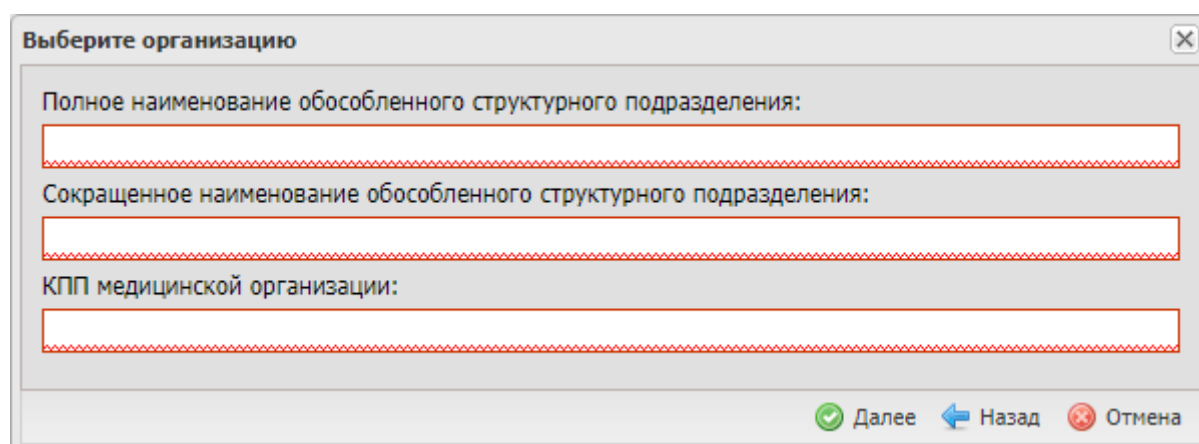 Выберите организацию
Полное наименование обособленного структурного подразделения:
Сокращенное наименование обособленного структурного подразделения:
КПП медицинской организации:
Далее Назад Отмена